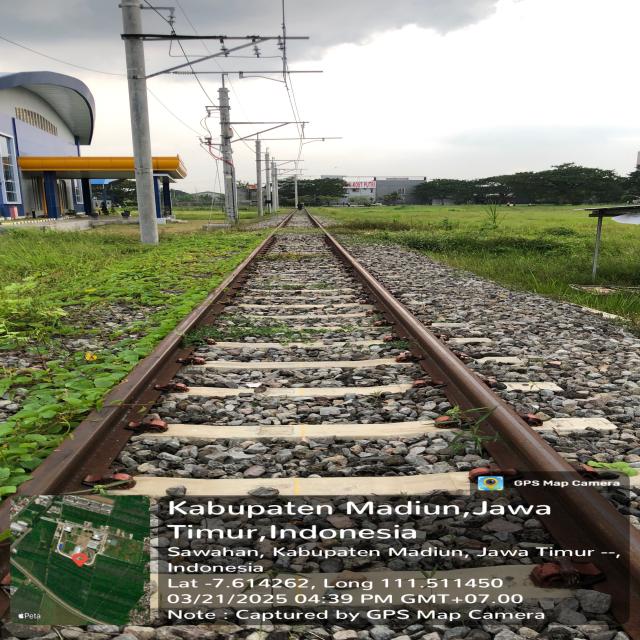 GPS Map Camera
Kabupaten Madiun,Jawa
Timur,Indonesia
Sawahan, Kabupaten Madiun, Jawa Timur --,
Indonesia
Lat -7.614262, Long 111.511450
03/21/2025 04:39 PM GMT+07.00
Note : Captured by GPS Map Camera
Peta